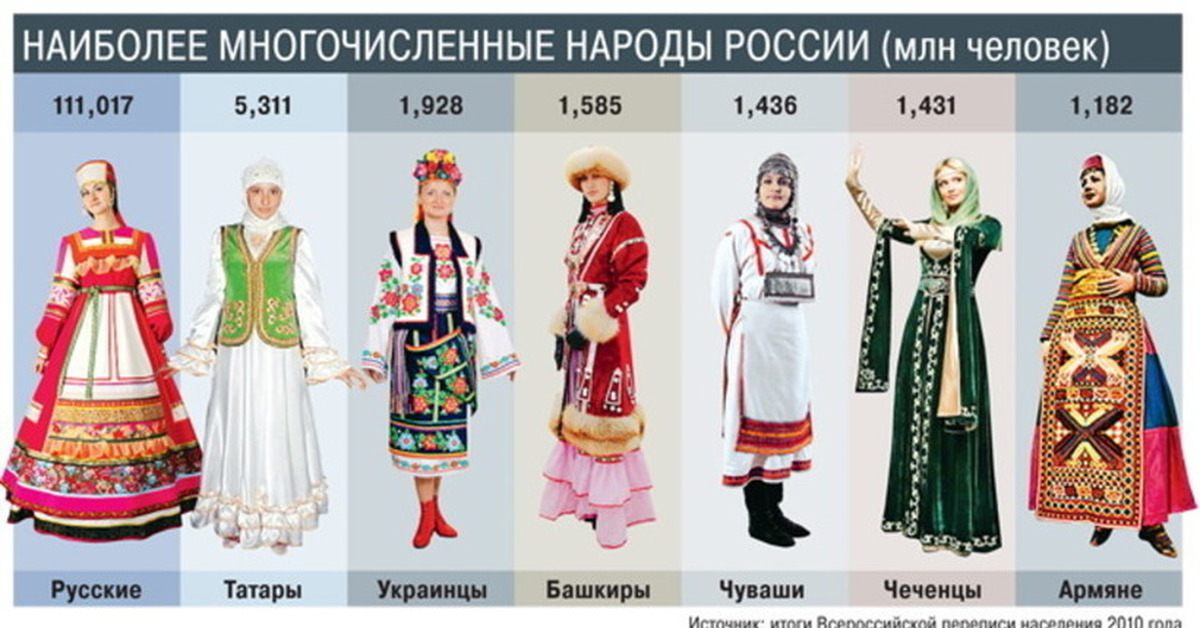 НАИБОЛЕЕ МНОГОЧИСЛЕННЫЕ НАРОДЫ РОССИИ (млн человек)
111,017 5,311 1,928 1,585 1,436 1,431 1,182
Русские Татары Украинцы Башкиры Чуваши Чеченцы Армяне
Источник: итоги Всероссийской переписи населения 2010 года